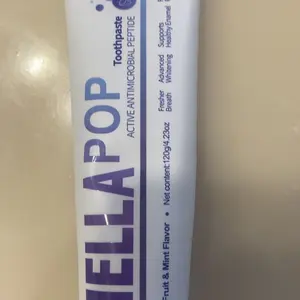 HELLAPOP
Toothpaste
ACTIVE ANTIMICROBIAL PEPTIDE
Fresher
Breath
Advanced
Whitening
Supports
Healthy Enamel
Fruit & Mint Flavor • Net content:120g/4.23oz